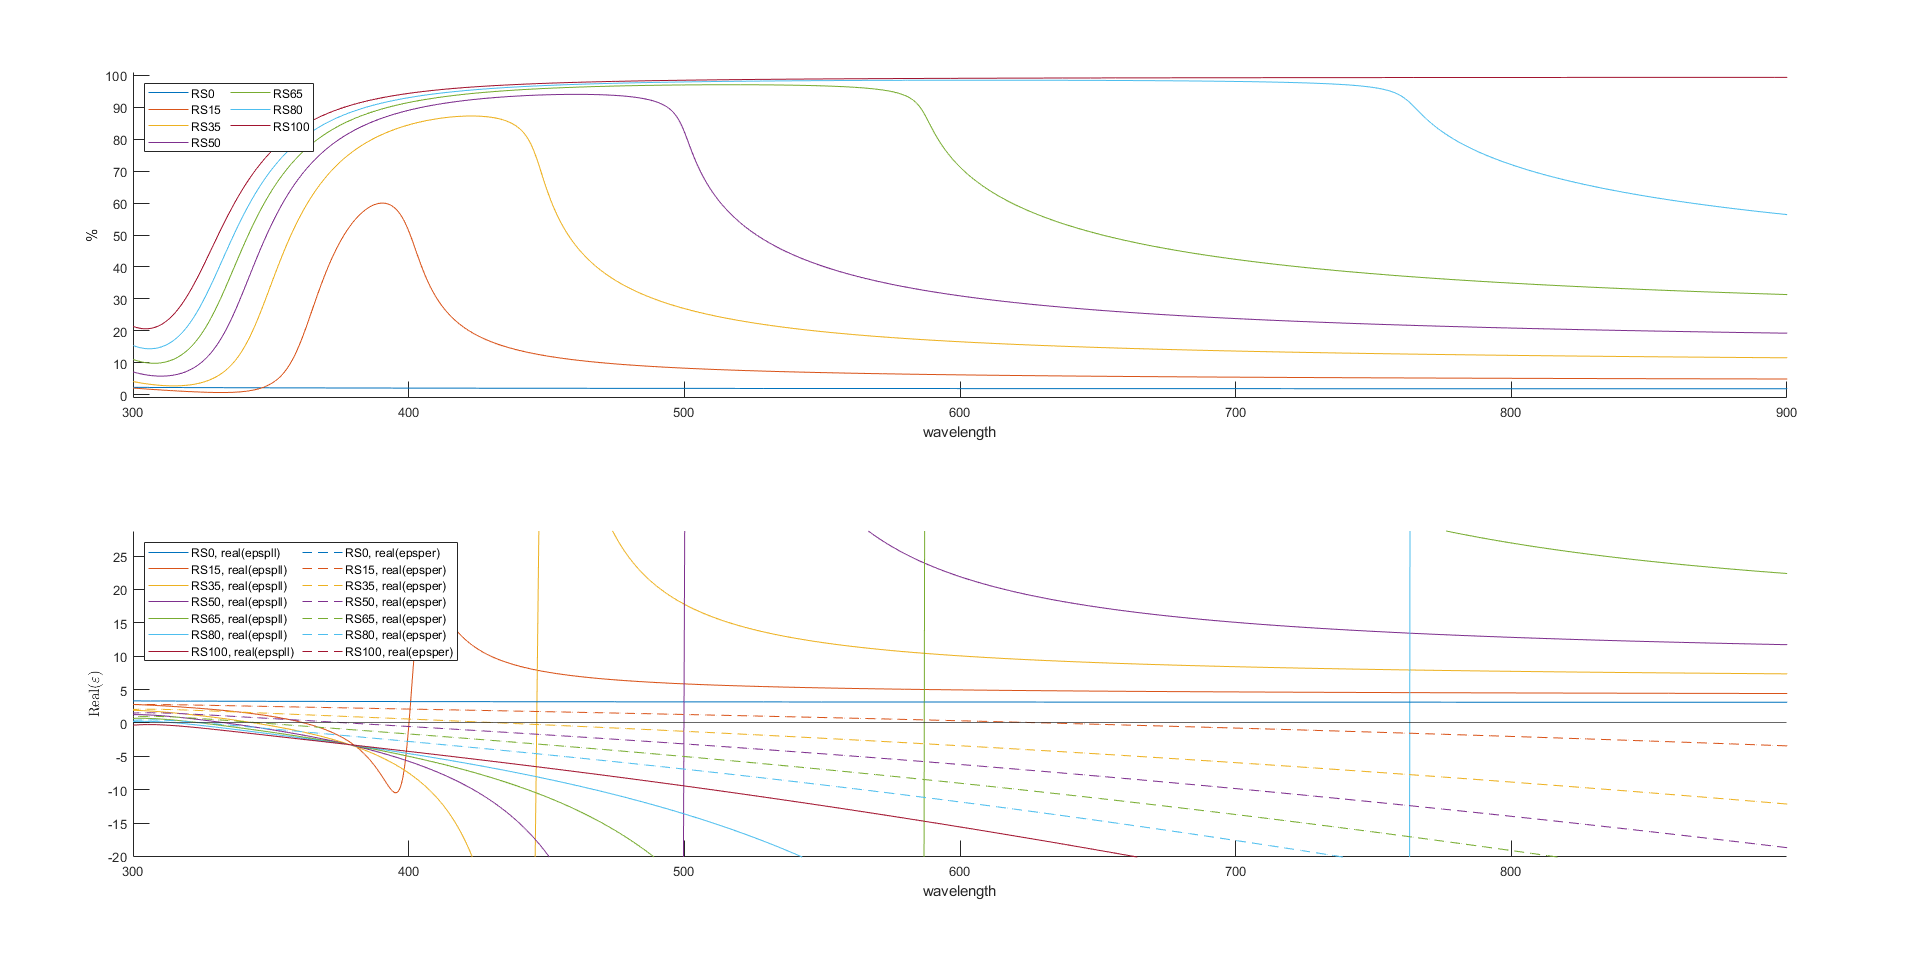 100
90
80
70
60
50
40
30
20
10
0
%
RS0 RS65
RS15 RS80
RS35 RS100
RS50
300 400 500 600 700 800 900
wavelength
25
20
15
10
5
0
-5
-10
-15
-20
Real(ε)
RS0, real(epspll) RS0, real(epsper)
RS15, real(epspll) RS15, real(epsper)
RS35, real(epspll) RS35, real(epsper)
RS50, real(epspll) RS50, real(epsper)
RS65, real(epspll) RS65, real(epsper)
RS80, real(epspll) RS80, real(epsper)
RS100, real(epspll) RS100, real(epsper)
300 400 500 600 700 800
wavelength